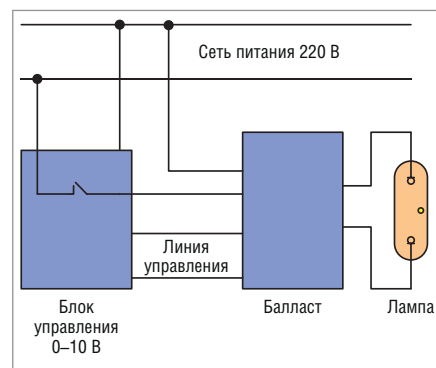 Сеть питания 220 В
Линия
управления
Блок
управления
0–10 В
Балласт
Лампа